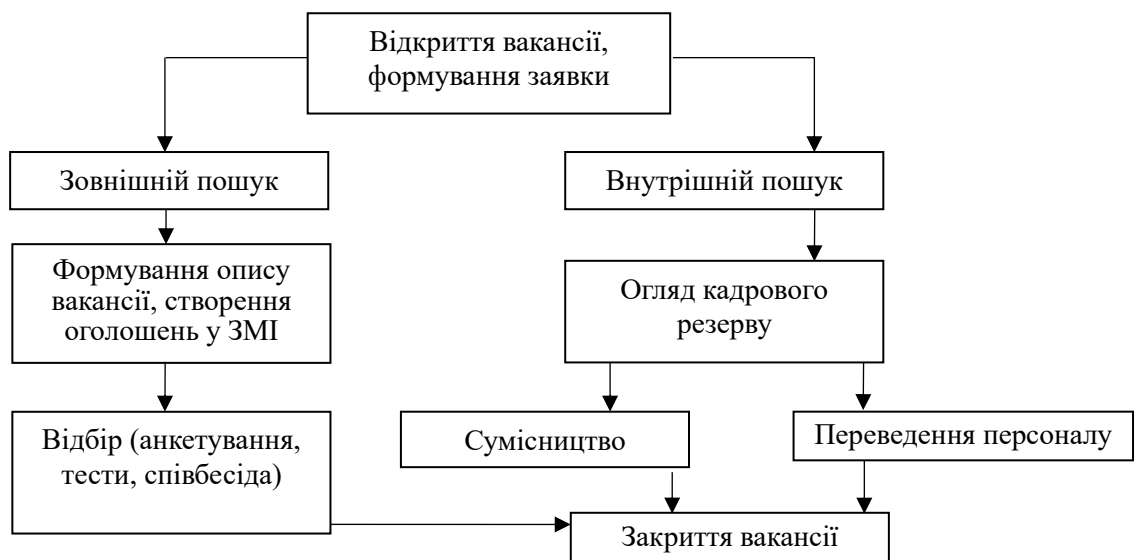 Відкриття вакансії,
формування заявки
Зовнішній пошук
Внутрішній пошук
Формування опису
вакансії, створення
оголошень у ЗМІ
Огляд кадрового
резерву
Відбір (анкетування,
тести, співбесіда)
Сумісництво
Переведення персоналу
Закриття вакансії